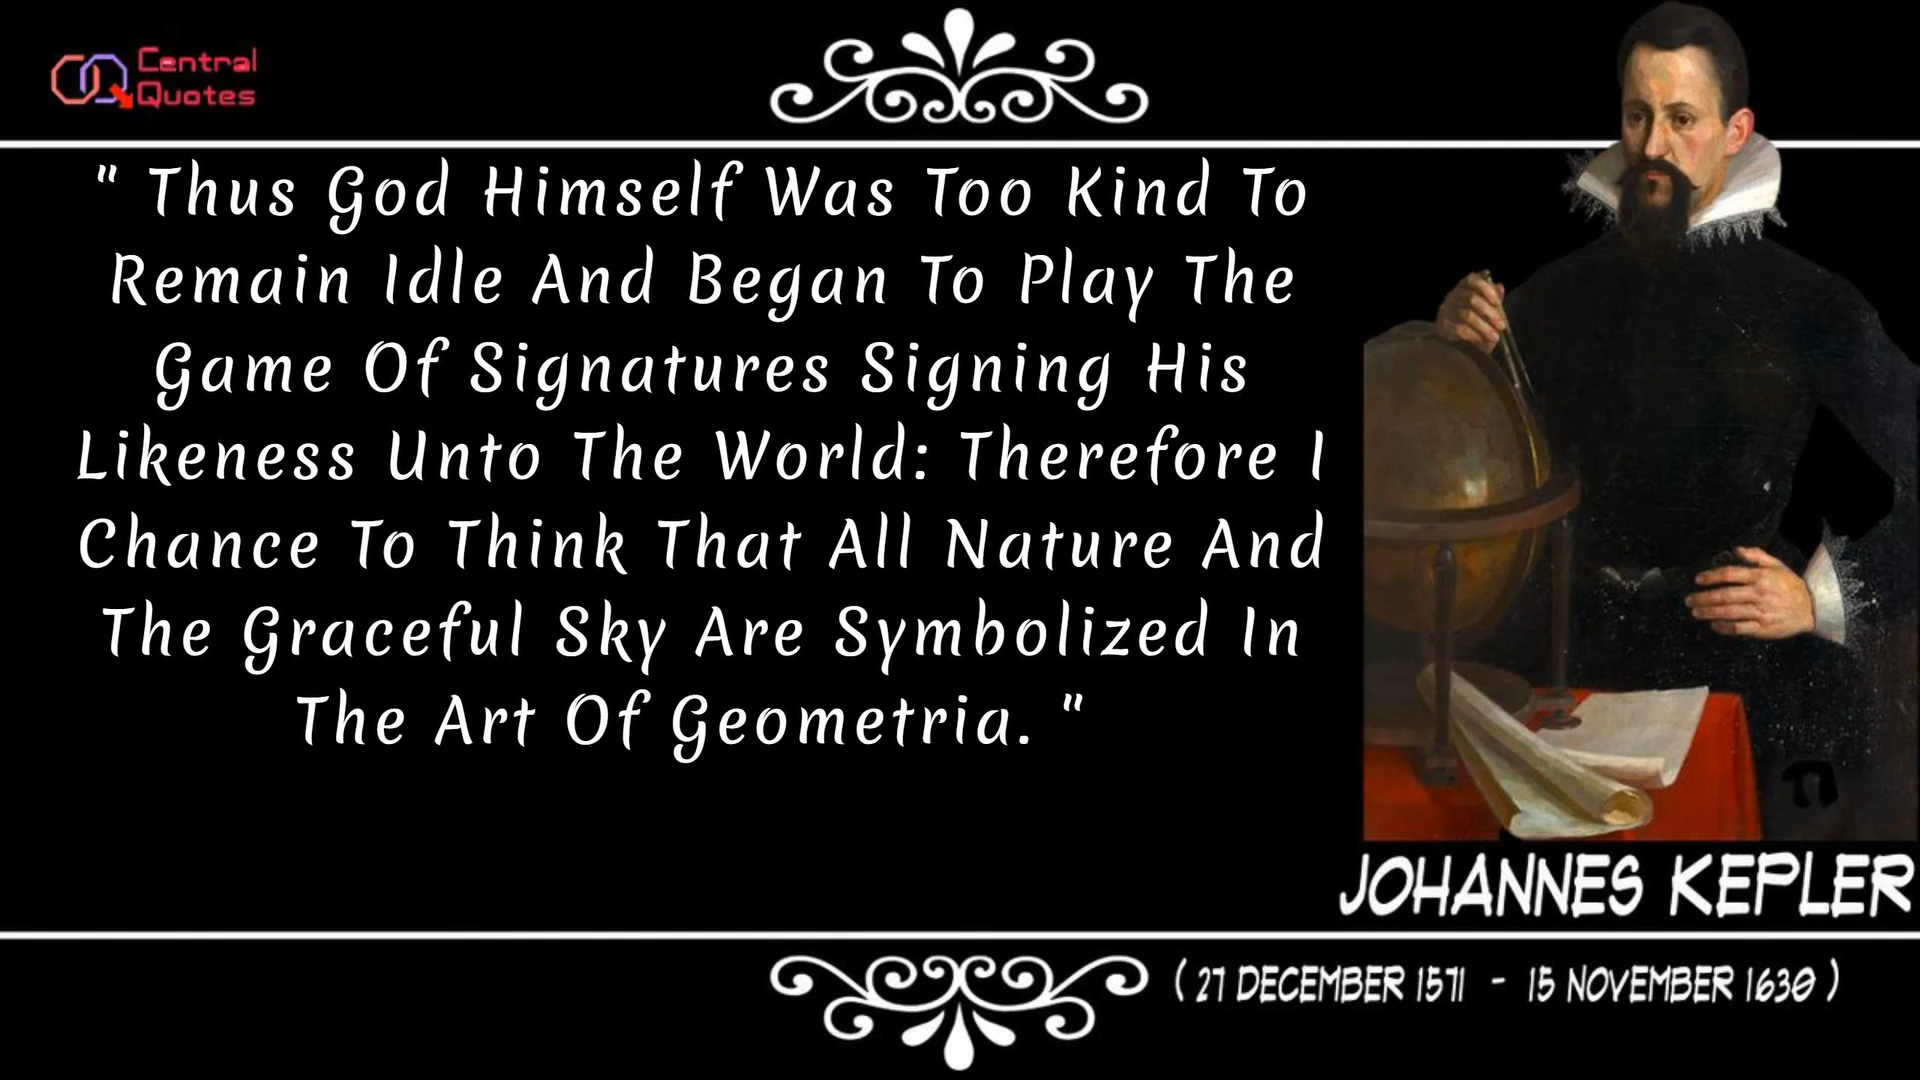 Central
Quotes
" Thus God Himself Was Too Kind To
Remain Idle And Began To Play The
Game Of Signatures Signing His
Likeness Unto The World: Therefore I
Chance To Think That All Nature And
The Graceful Sky Are Symbolized In
The Art Of Geometria. "
JOHANNES KEPLER
( 27 DECEMBER 1571 - 15 NOVEMBER 1630 )